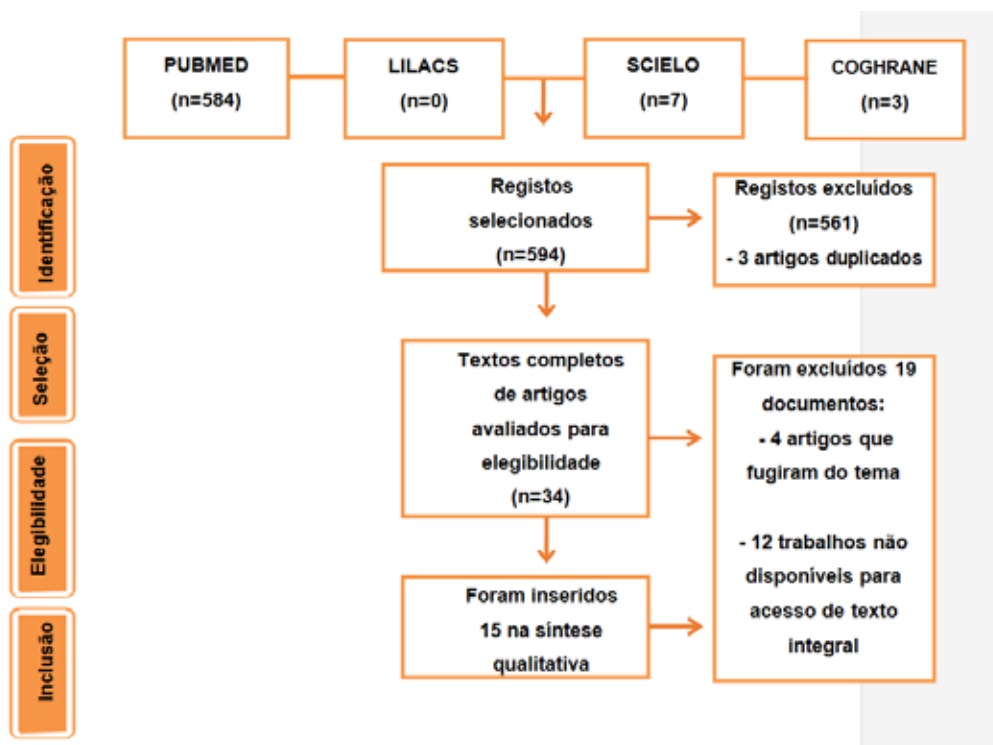 PUBMED
(n=584)
LILACS
(n=0)
SCIELO
(n=7)
COGHRANE
(n=3)
Identificação
Registos
selecionados
(n=594)
Registos excluídos
(n=561)
- 3 artigos duplicados
Seleção
Textos completos
de artigos
avaliados para
elegibilidade
(n=34)
Foram excluídos 19
documentos:
- 4 artigos que
fugiram do tema
- 12 trabalhos não
disponíveis para
acesso de texto
integral
Elegibilidade
Foram inseridos
15 na síntese
qualitativa
Inclusão